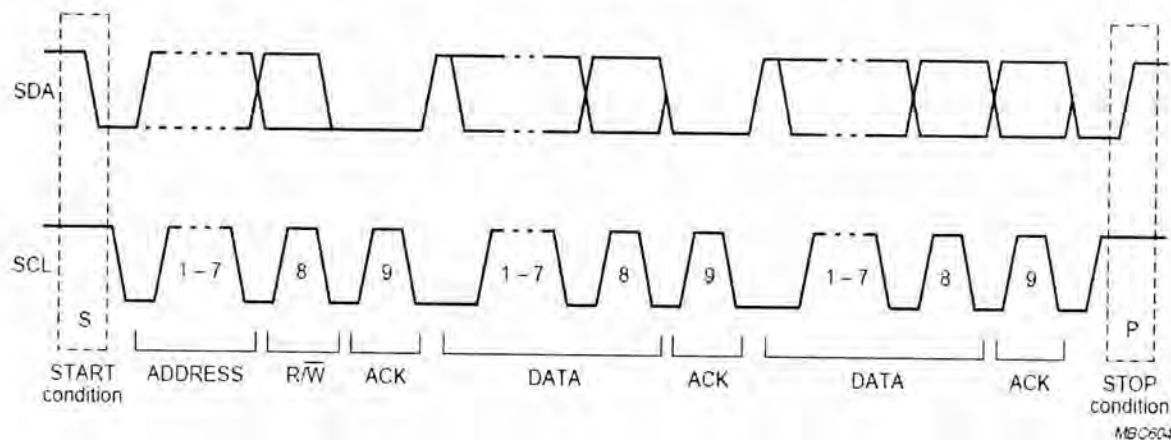 SDA
SCL
1 – 7
8
9
1 – 7
8
9
1 – 7
8
9
S
P
START
condition
ADDRESS
R/W̅
ACK
DATA
ACK
DATA
ACK
STOP
condition
MBC604